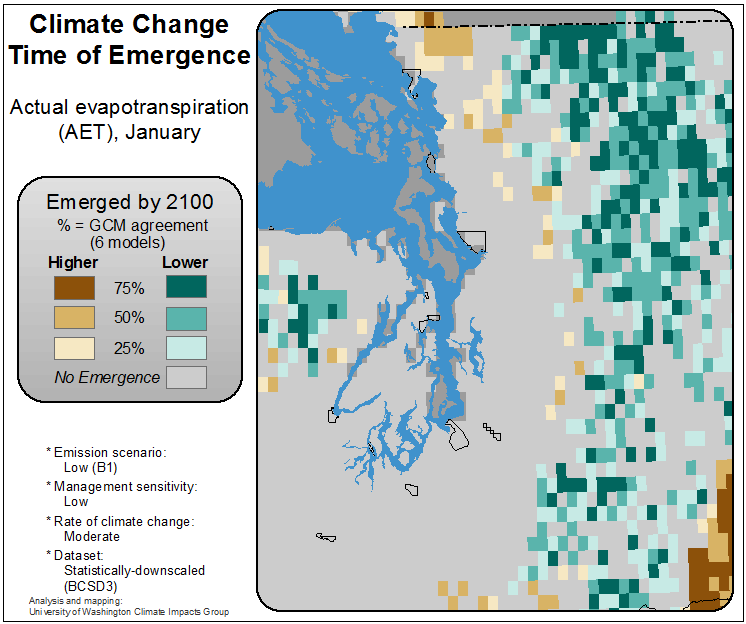 Climate Change
Time of Emergence
Actual evapotranspiration
(AET), January
Emerged by 2100
% = GCM agreement
(6 models)
Higher Lower
75%
50%
25%
No Emergence
* Emission scenario:
Low (B1)
* Management sensitivity:
Low
* Rate of climate change:
Moderate
* Dataset:
Statistically-downscaled
(BCSD3)
Analysis and mapping:
University of Washington Climate Impacts Group